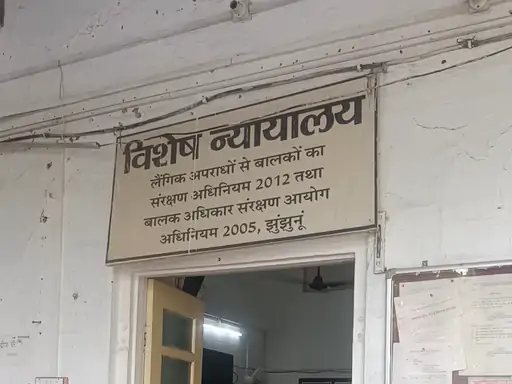 विशेष न्यायालय
लैंगिक अपराधों से बालकों का
संरक्षण अधिनियम 2012 तथा
बालक अधिकार संरक्षण आयोग
अधिनियम 2005, झुंझुनूं